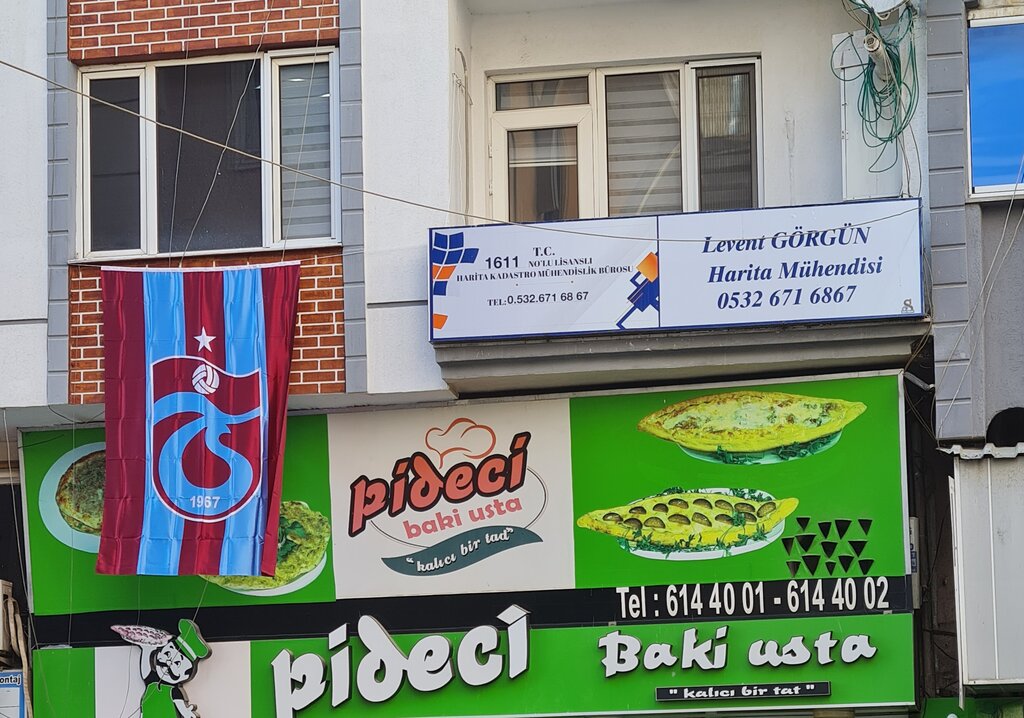 T.C.
1611 NO'LU LİSANSLI
HARİTA KADASTRO MÜHENDİSLİK BÜROSU
TEL: 0.532.671 68 67
Levent GÖRGÜN
Harita Mühendisi
0532 671 6867
1967
pideci
baki usta
"kalıcı bir tad"
Tel : 614 40 01 - 614 40 02
pideci
Baki usta
"kalıcı bir tat"